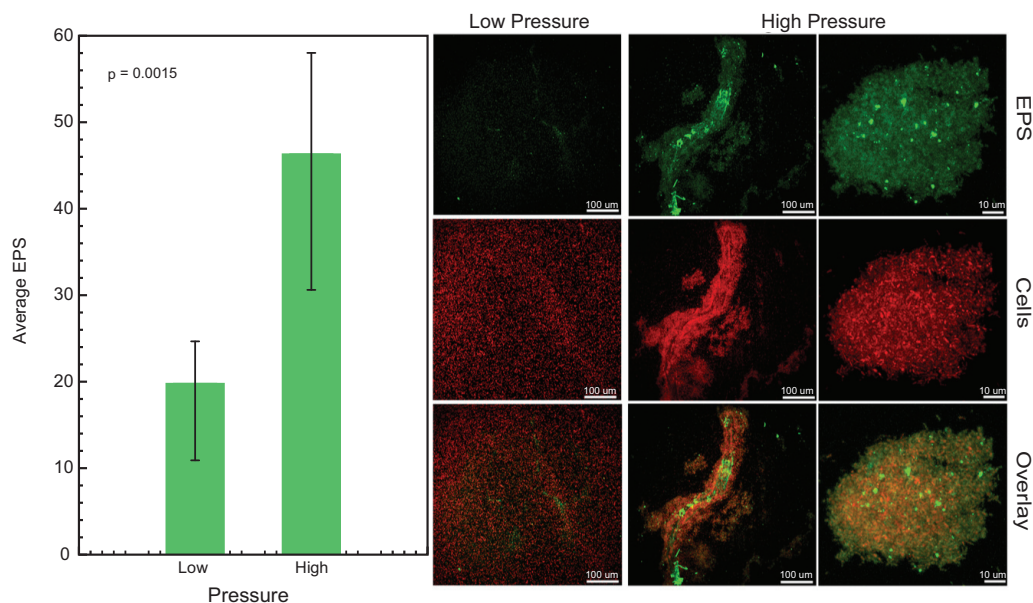 Low Pressure
High Pressure
60
50
40
30
20
10
0
p = 0.0015
Average EPS
Low
High
Pressure
100 um
100 um
10 um
EPS
100 um
100 um
10 um
Cells
100 um
100 um
10 um
Overlay